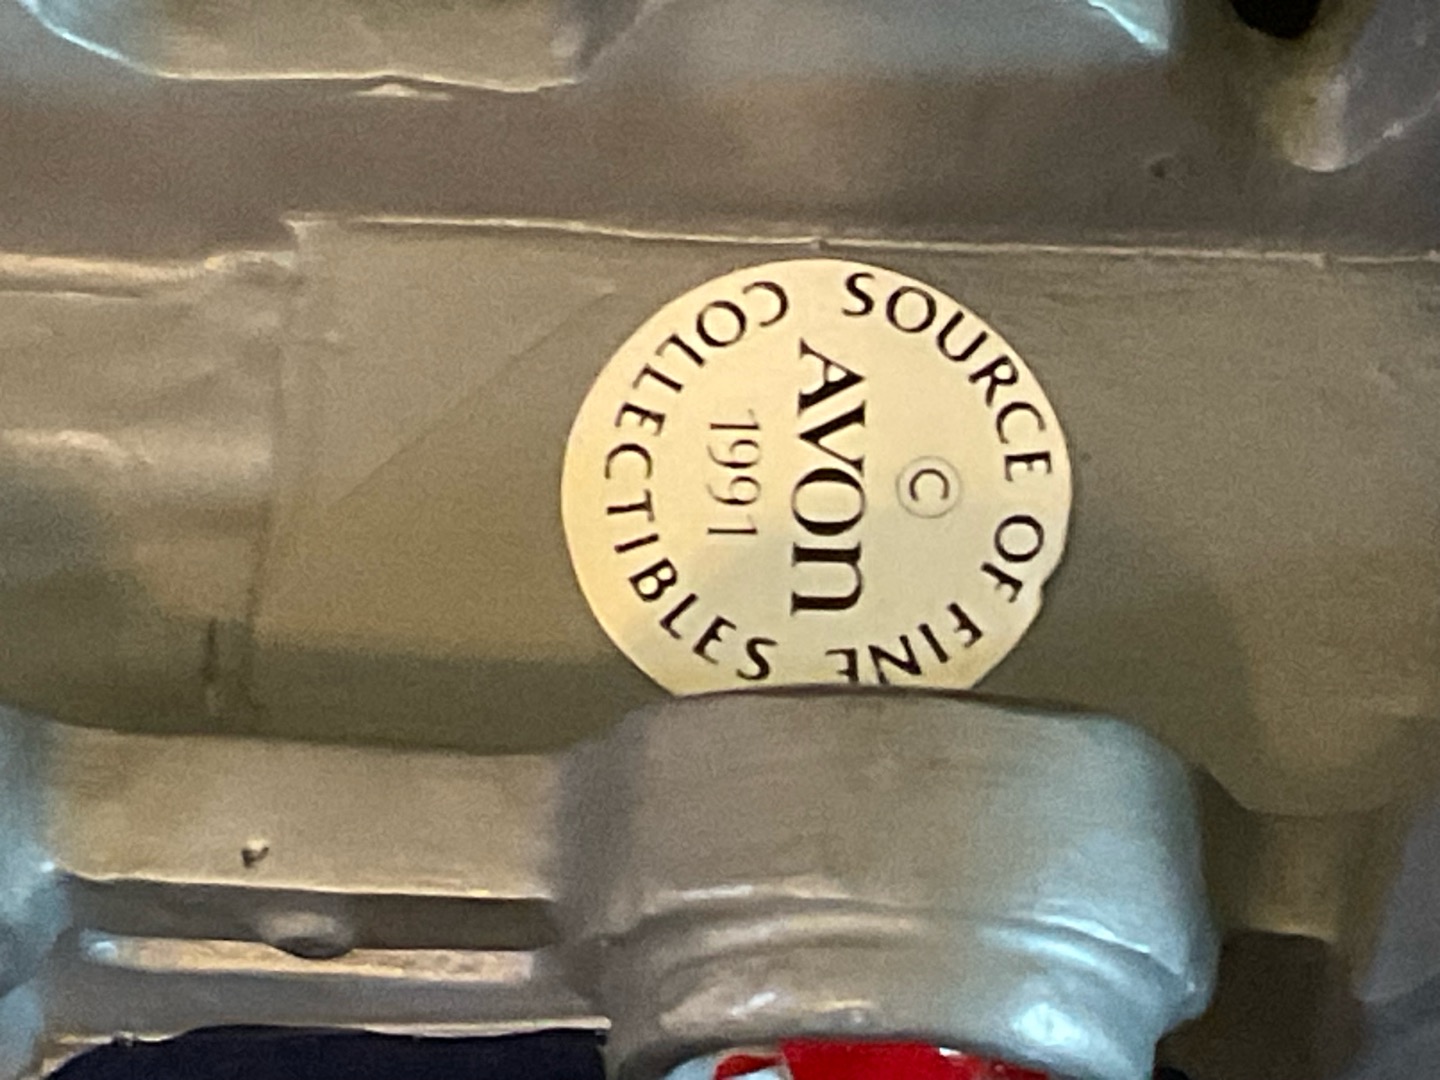 SOURCE OF FINE
©
AVON
1991
COLLECTIBLES